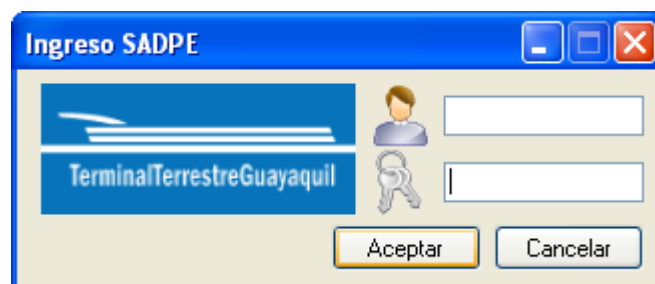 Ingreso SADPE
TerminalTerrestreGuayaquil
Aceptar Cancelar